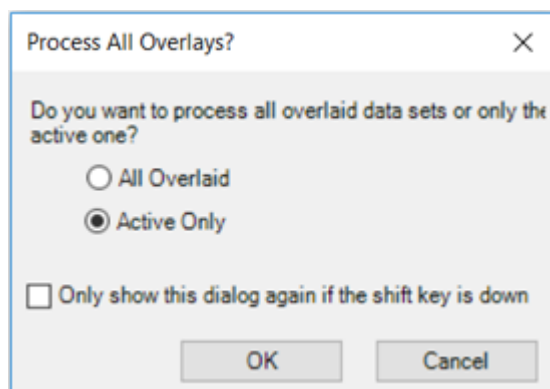 Process All Overlays?
Do you want to process all overlaid data sets or only the
active one?
All Overlaid
Active Only
Only show this dialog again if the shift key is down
OK Cancel